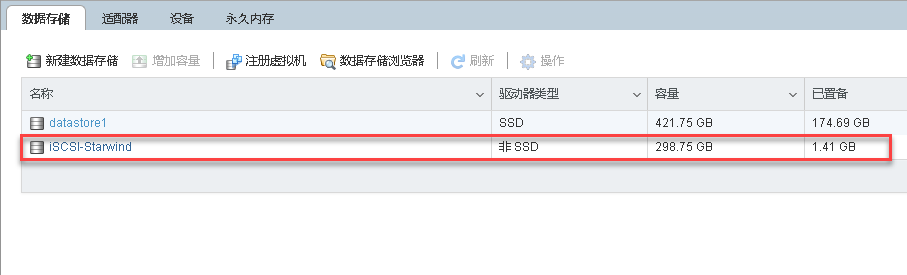 数据存储 适配器 设备 永久内存
新建数据存储 增加容量 注册虚拟机 数据存储浏览器 刷新 操作
名称 驱动器类型 容量 已置备
datastore1 SSD 421.75 GB 174.69 GB
iSCSI-Starwind 非 SSD 298.75 GB 1.41 GB